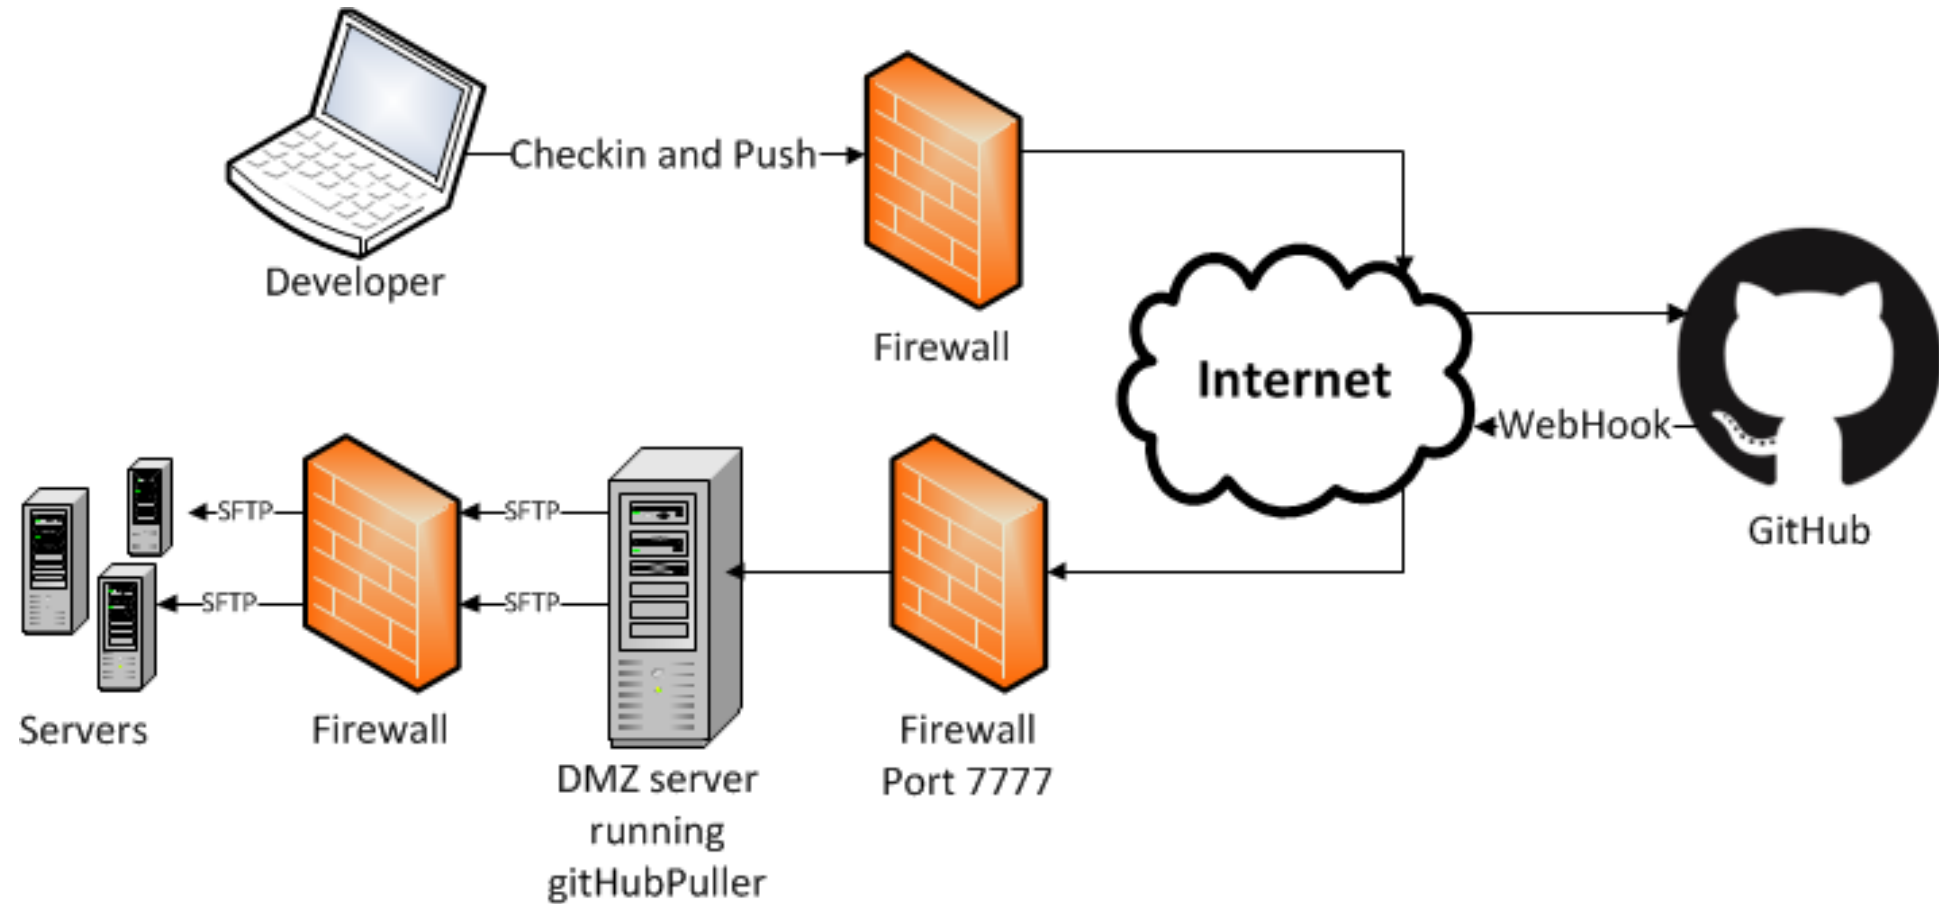 Checkin and Push
Developer
Firewall
Internet
WebHook
GitHub
SFTP
SFTP
SFTP
SFTP
Servers
Firewall
DMZ server
running
gitHubPuller
Firewall
Port 7777